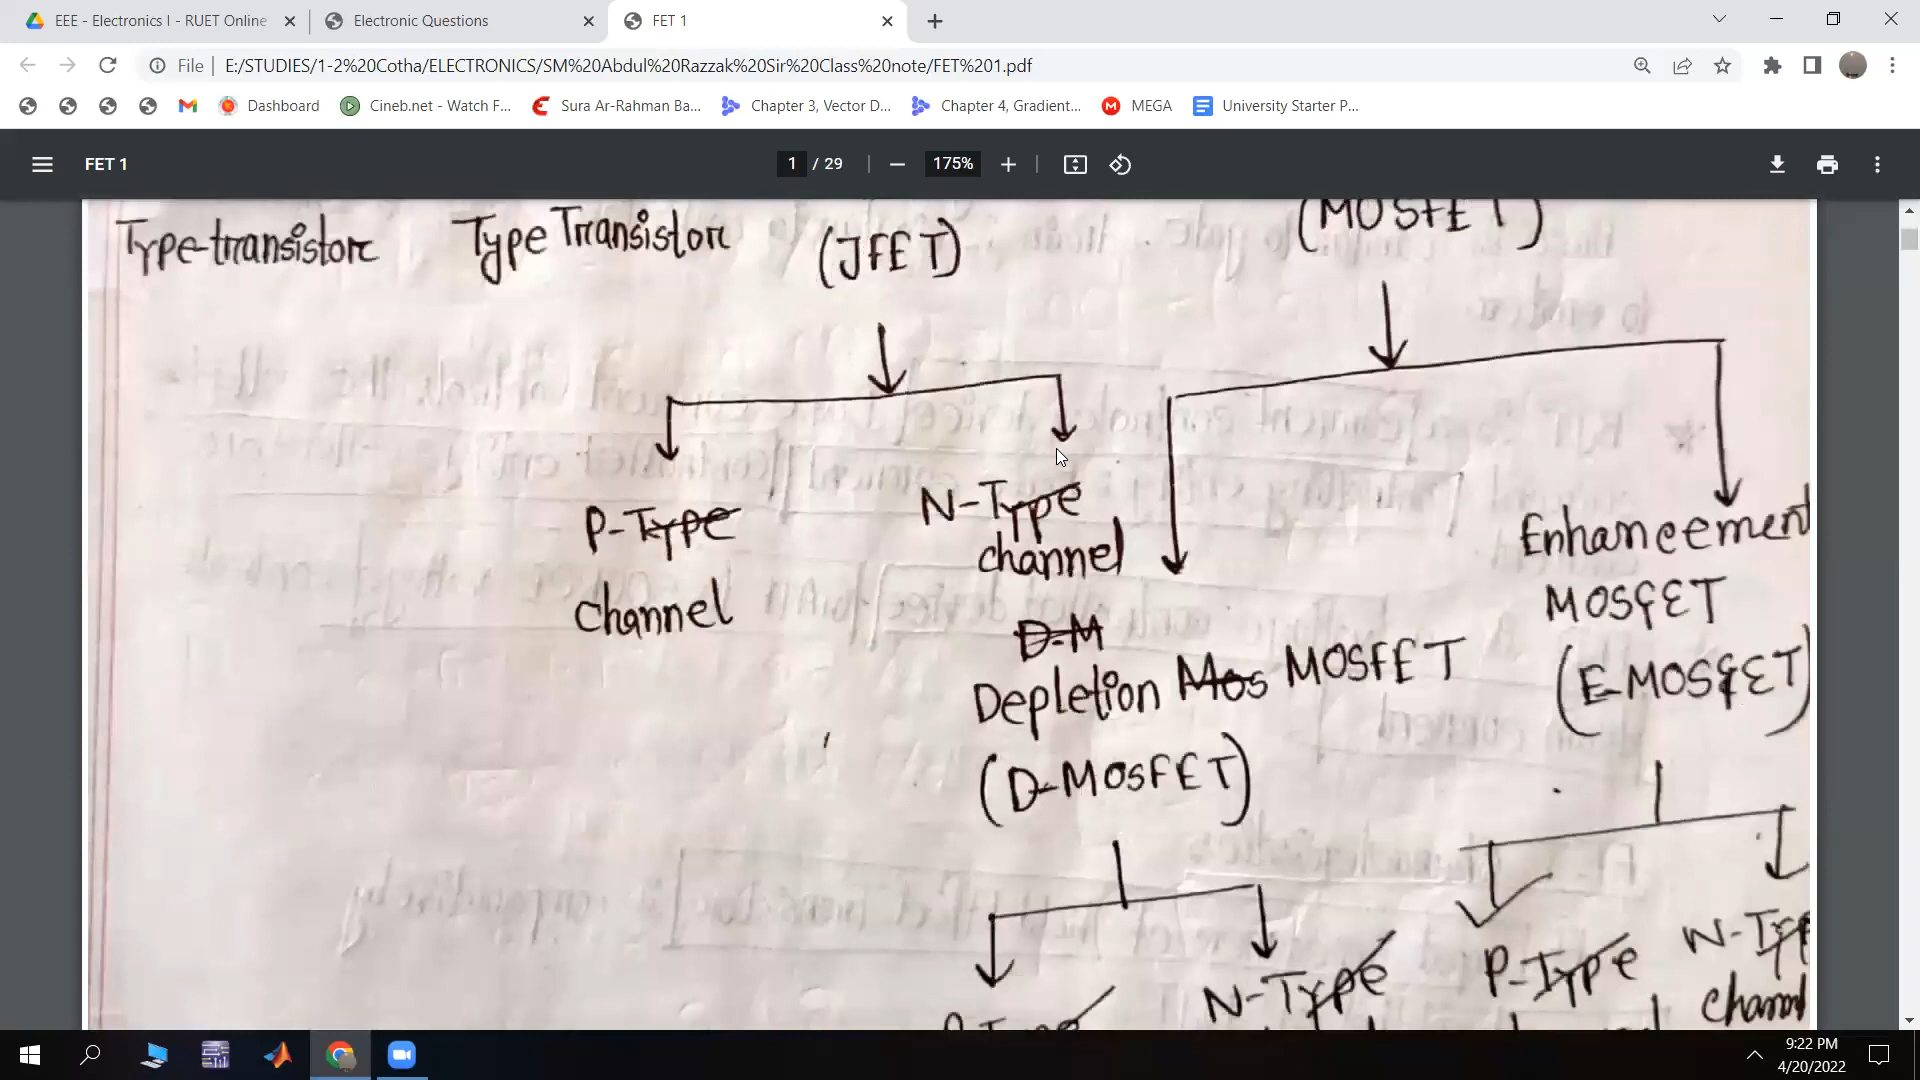 EEE - Electronics I - RUET Online
Electronic Questions
FET 1
File
E:/STUDIES/1-2%20Cotha/ELECTRONICS/SM%20Abdul%20Razzak%20Sir%20Class%20note/FET%201.pdf
Dashboard
Cineb.net - Watch F...
Sura Ar-Rahman Ba...
Chapter 3, Vector D...
Chapter 4, Gradient...
MEGA
University Starter P...
FET 1
1 / 29
175%
Type-transistor
Type Transistor
(JFET)
(MOSFET)
P-Type
channel
N-Type
channel
D-M
Depletion Mos MOSFET
(D-MOSFET)
Enhancement
MOSFET
(E-MOSFET)
N-Type
P-Type
N-Typ
channel
9:22 PM
4/20/2022